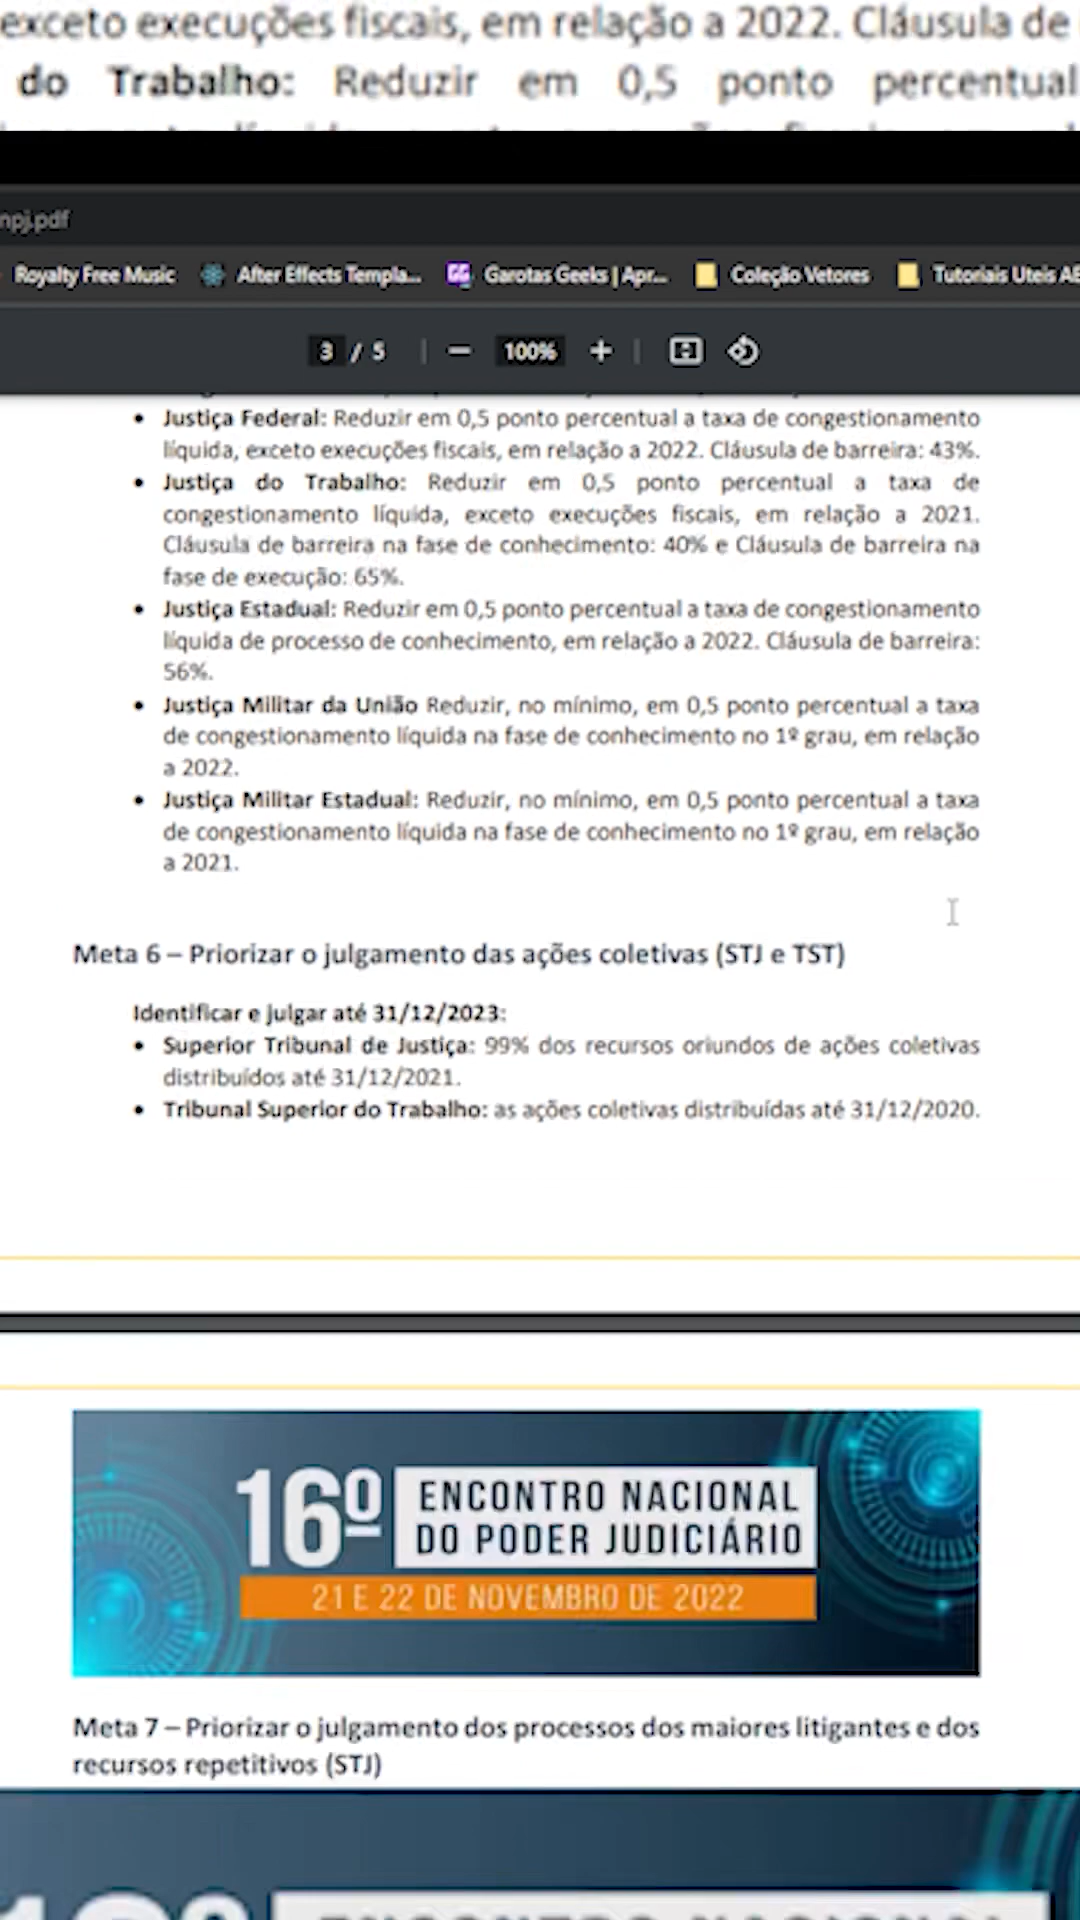 exceto execuções fiscais, em relação a 2022. Cláusula de
do Trabalho: Reduzir em 0,5 ponto percentual
npj.pdf
Royalty Free Music After Effects Templa... Garotas Geeks | Apr... Coleção Vetores Tutoriais Uteis AE
3 / 5 100%
• Justiça Federal: Reduzir em 0,5 ponto percentual a taxa de congestionamento
líquida, exceto execuções fiscais, em relação a 2022. Cláusula de barreira: 43%.
• Justiça do Trabalho: Reduzir em 0,5 ponto percentual a taxa de
congestionamento líquida, exceto execuções fiscais, em relação a 2021.
Cláusula de barreira na fase de conhecimento: 40% e Cláusula de barreira na
fase de execução: 65%.
• Justiça Estadual: Reduzir em 0,5 ponto percentual a taxa de congestionamento
líquida de processo de conhecimento, em relação a 2022. Cláusula de barreira:
56%.
• Justiça Militar da União Reduzir, no mínimo, em 0,5 ponto percentual a taxa
de congestionamento líquida na fase de conhecimento no 1º grau, em relação
a 2022.
• Justiça Militar Estadual: Reduzir, no mínimo, em 0,5 ponto percentual a taxa
de congestionamento líquida na fase de conhecimento no 1º grau, em relação
a 2021.
Meta 6 – Priorizar o julgamento das ações coletivas (STJ e TST)
Identificar e julgar até 31/12/2023:
• Superior Tribunal de Justiça: 99% dos recursos oriundos de ações coletivas
distribuídos até 31/12/2021.
• Tribunal Superior do Trabalho: as ações coletivas distribuídas até 31/12/2020.
16º ENCONTRO NACIONAL
DO PODER JUDICIÁRIO
21 E 22 DE NOVEMBRO DE 2022
Meta 7 – Priorizar o julgamento dos processos dos maiores litigantes e dos
recursos repetitivos (STJ)